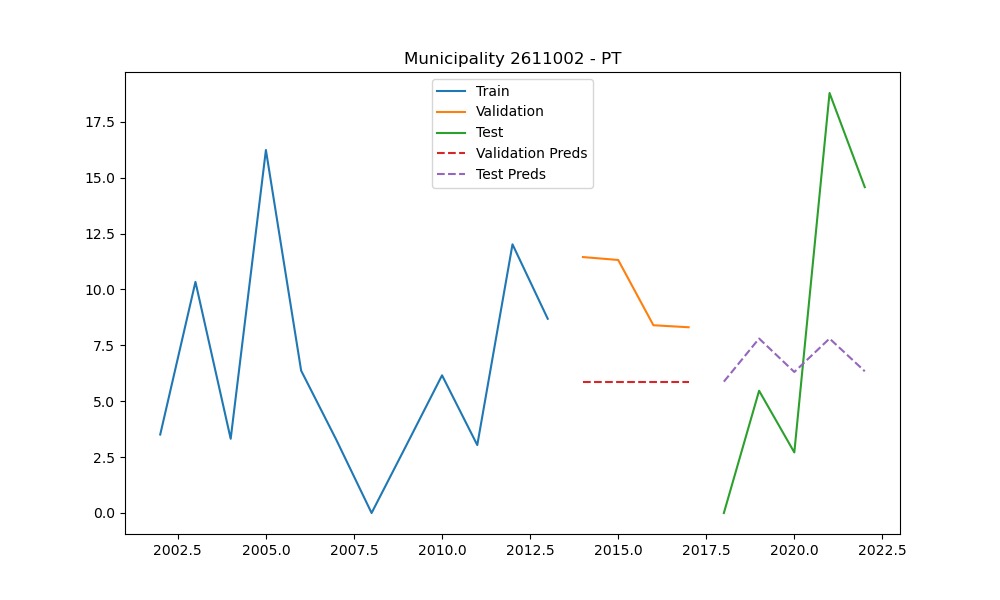 Municipality 2611002 - PT
Train
Validation
Test
Validation Preds
Test Preds
17.5
15.0
12.5
10.0
7.5
5.0
2.5
0.0
2002.5 2005.0 2007.5 2010.0 2012.5 2015.0 2017.5 2020.0 2022.5